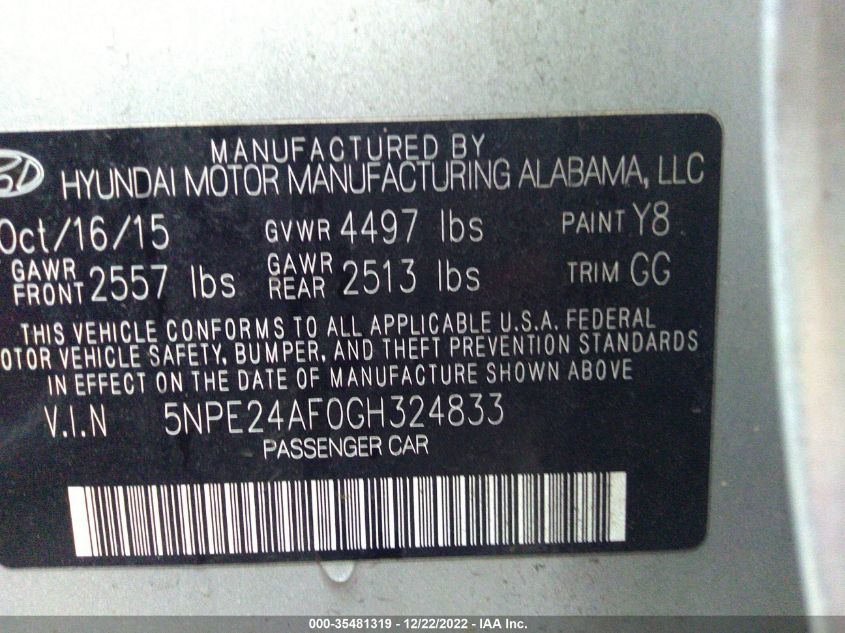 MANUFACTURED BY
HYUNDAI MOTOR MANUFACTURING ALABAMA, LLC
Oct/16/15 GVWR 4497 lbs PAINT Y8
GAWR FRONT 2557 lbs GAWR REAR 2513 lbs TRIM GG
THIS VEHICLE CONFORMS TO ALL APPLICABLE U.S.A. FEDERAL
OTOR VEHICLE SAFETY, BUMPER, AND THEFT PREVENTION STANDARDS
IN EFFECT ON THE DATE OF MANUFACTURE SHOWN ABOVE
V.I.N 5NPE24AF0GH324833
PASSENGER CAR
000-35481319 - 12/22/2022 - IAA Inc.